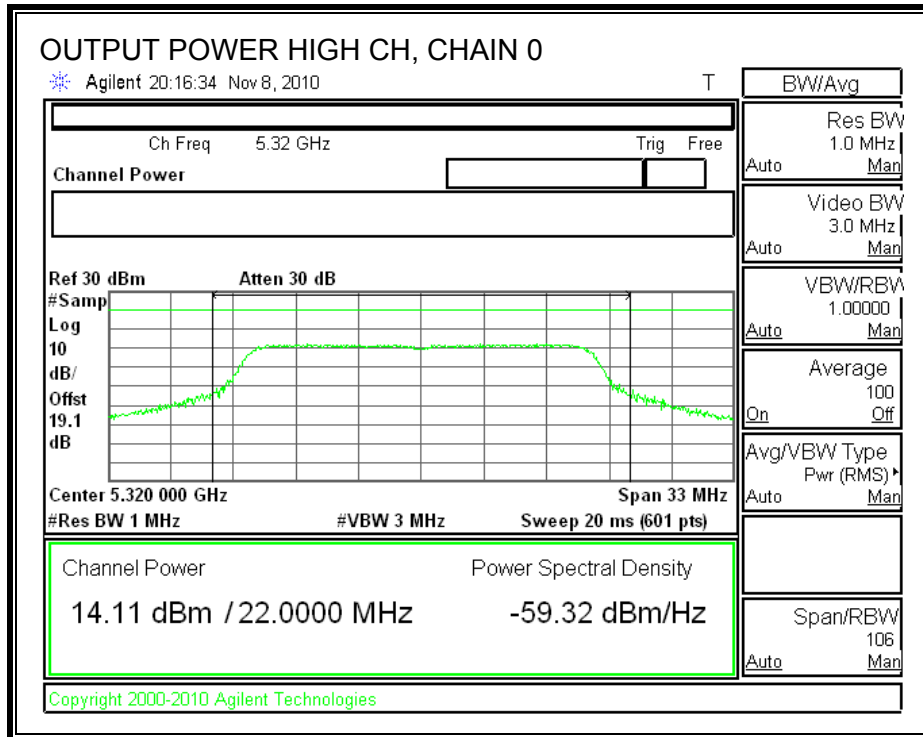 OUTPUT POWER HIGH CH, CHAIN 0
Agilent 20:16:34 Nov 8, 2010 T
Ch Freq 5.32 GHz Trig Free
Channel Power
Ref 30 dBm Atten 30 dB
#Samp
Log
10
dB/
Offst
19.1
dB
Center 5.320 000 GHz Span 33 MHz
#Res BW 1 MHz #VBW 3 MHz Sweep 20 ms (601 pts)
Channel Power Power Spectral Density
14.11 dBm / 22.0000 MHz -59.32 dBm/Hz
Copyright 2000-2010 Agilent Technologies
BW/Avg
Res BW
1.0 MHz
Auto Man
Video BW
3.0 MHz
Auto Man
VBW/RBW
1.00000
Auto Man
Average
100
On Off
Avg/VBW Type
Pwr (RMS)
Auto Man
Span/RBW
106
Auto Man